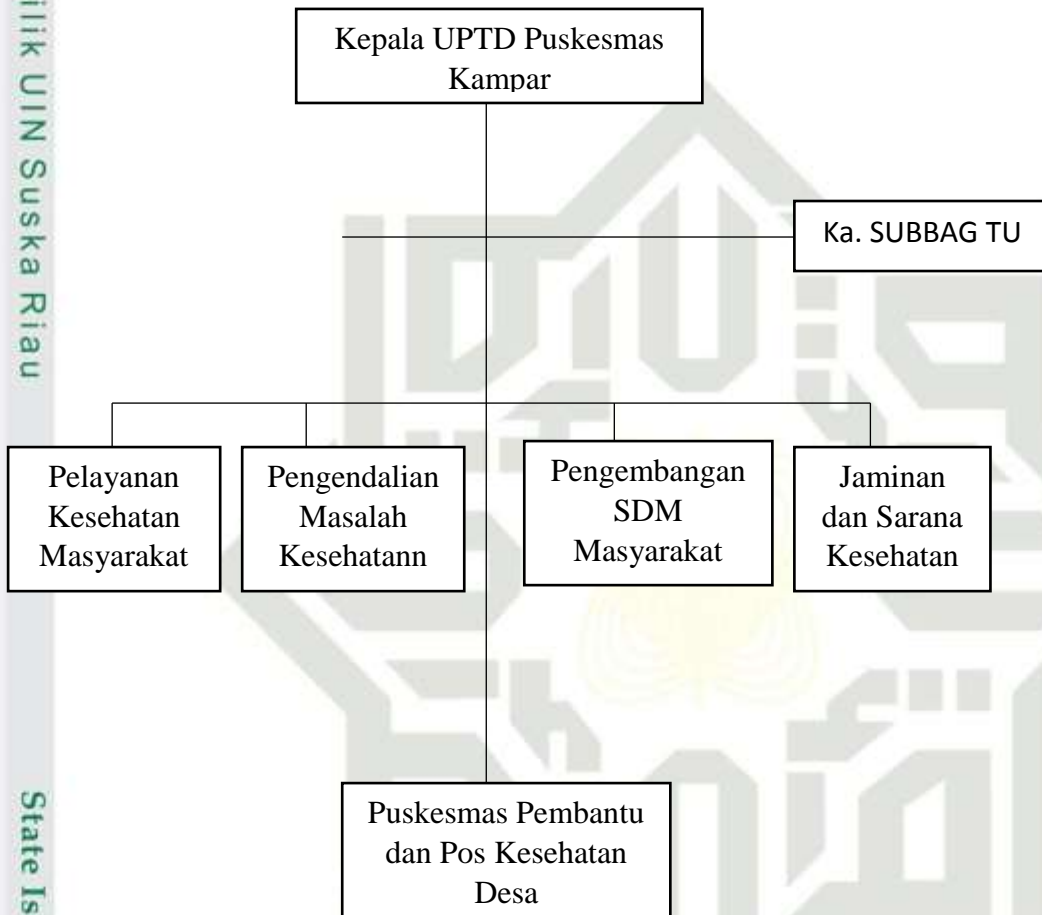 ilik UIN Suska Riau
State Is
Kepala UPTD Puskesmas
Kampar
Ka. SUBBAG TU
Pelayanan
Kesehatan
Masyarakat
Pengendalian
Masalah
Kesehatann
Pengembangan
SDM
Masyarakat
Jaminan
dan Sarana
Kesehatan
Puskesmas Pembantu
dan Pos Kesehatan
Desa